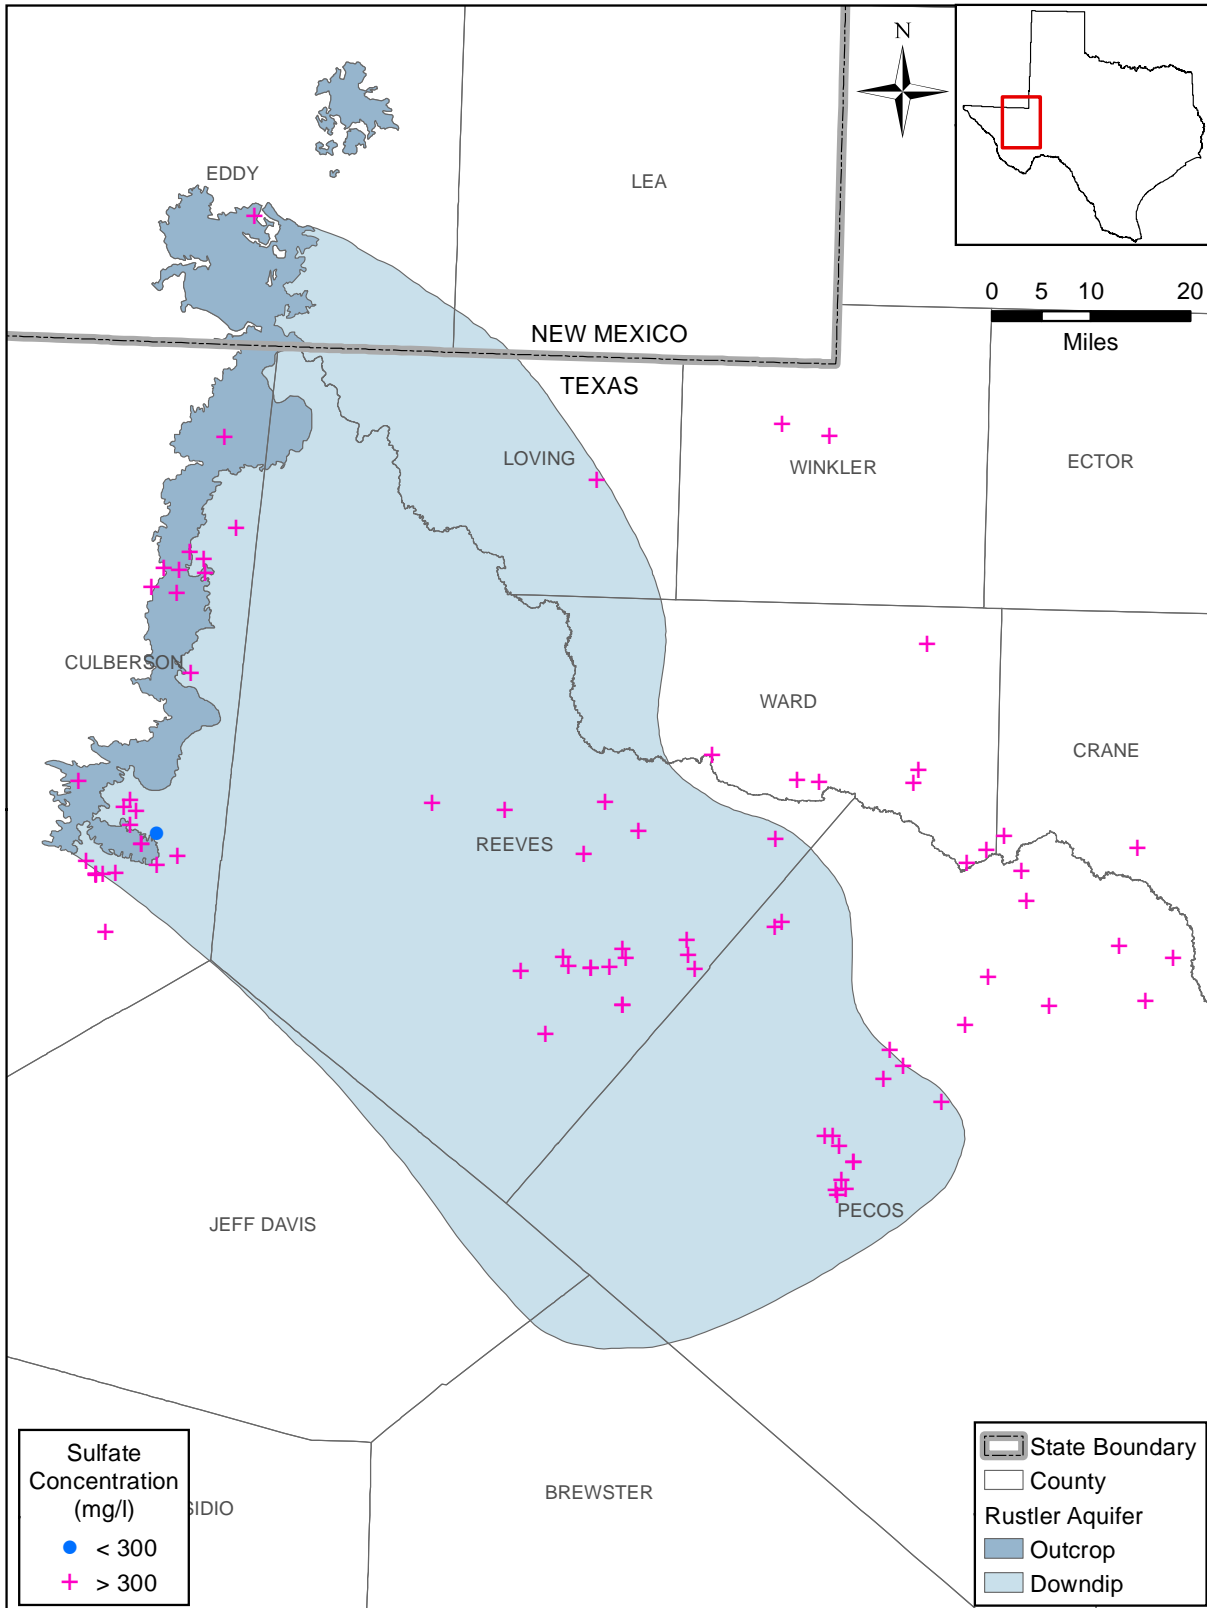 N
EDDY
LEA
0 5 10 20
Miles
NEW MEXICO
TEXAS
LOVING
WINKLER
ECTOR
CULBERSON
WARD
CRANE
REEVES
PECOS
JEFF DAVIS
BREWSTER
SIDIO
Sulfate
Concentration
(mg/l)
< 300
> 300
State Boundary
County
Rustler Aquifer
Outcrop
Downdip